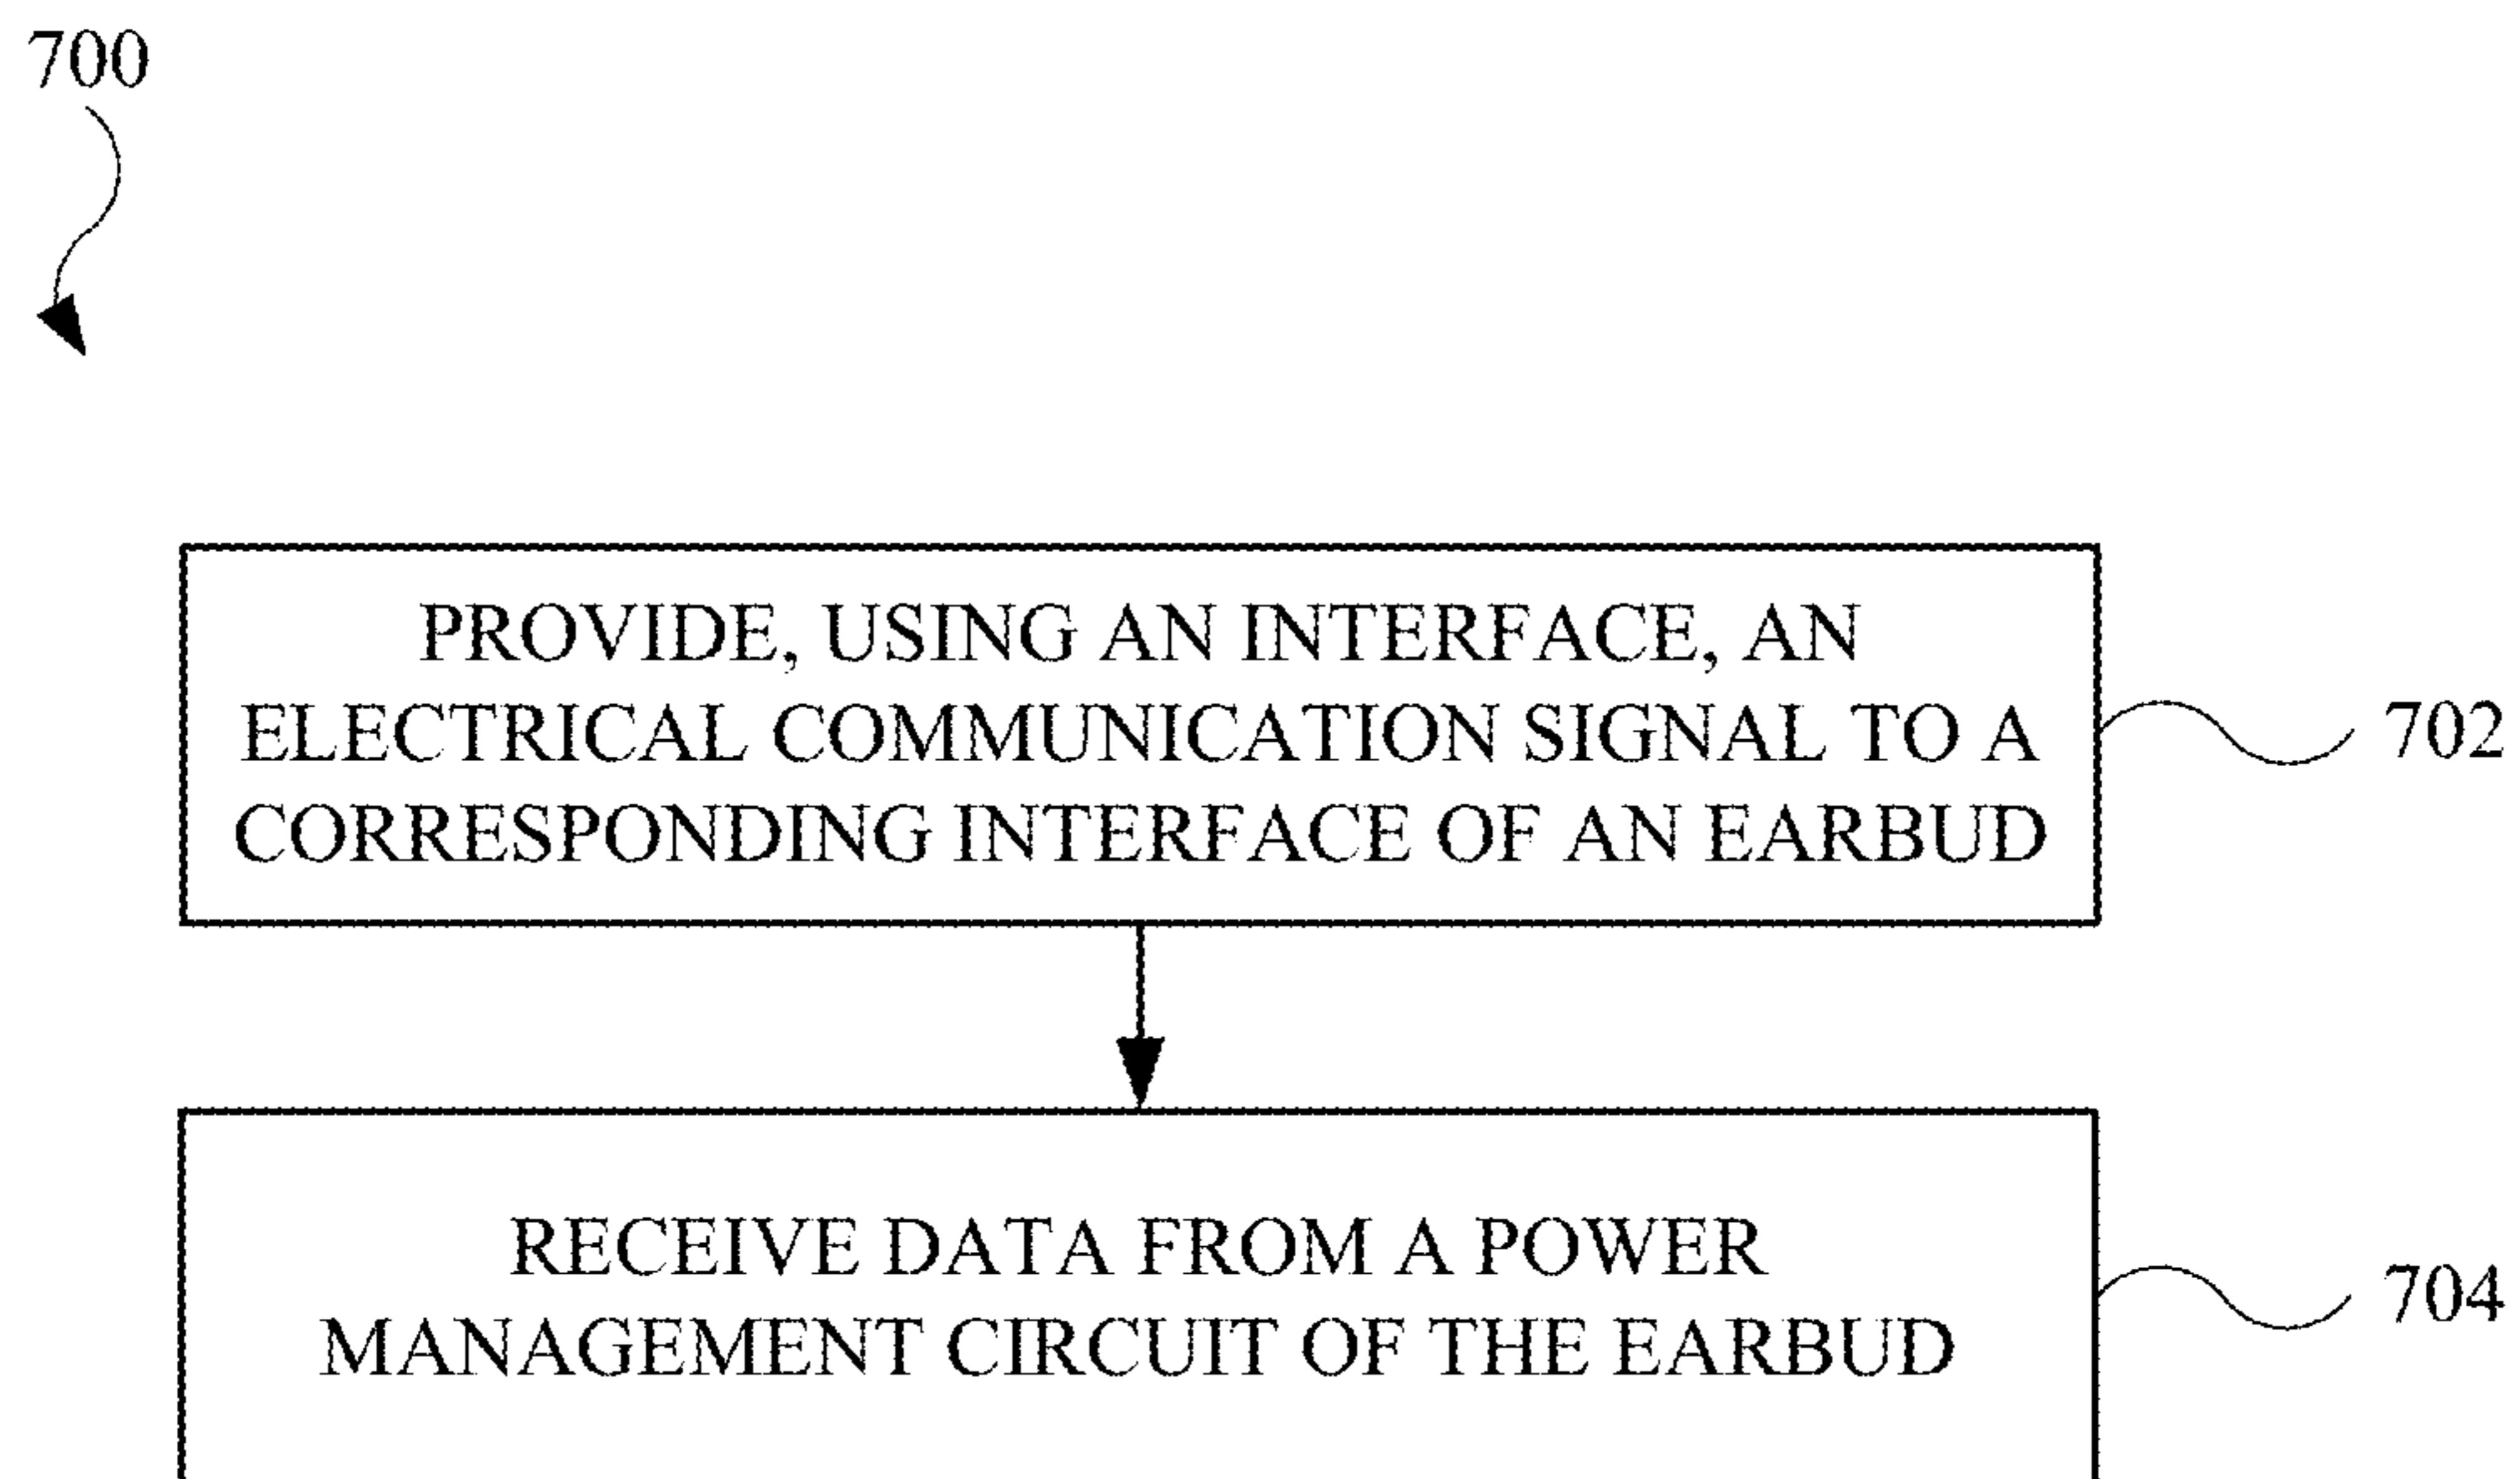 700
PROVIDE, USING AN INTERFACE, AN
ELECTRICAL COMMUNICATION SIGNAL TO A
CORRESPONDING INTERFACE OF AN EARBUD
702
RECEIVE DATA FROM A POWER
MANAGEMENT CIRCUIT OF THE EARBUD
704